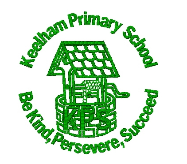 Keelham Primary School
KPS
Be Kind, Persevere, Succeed